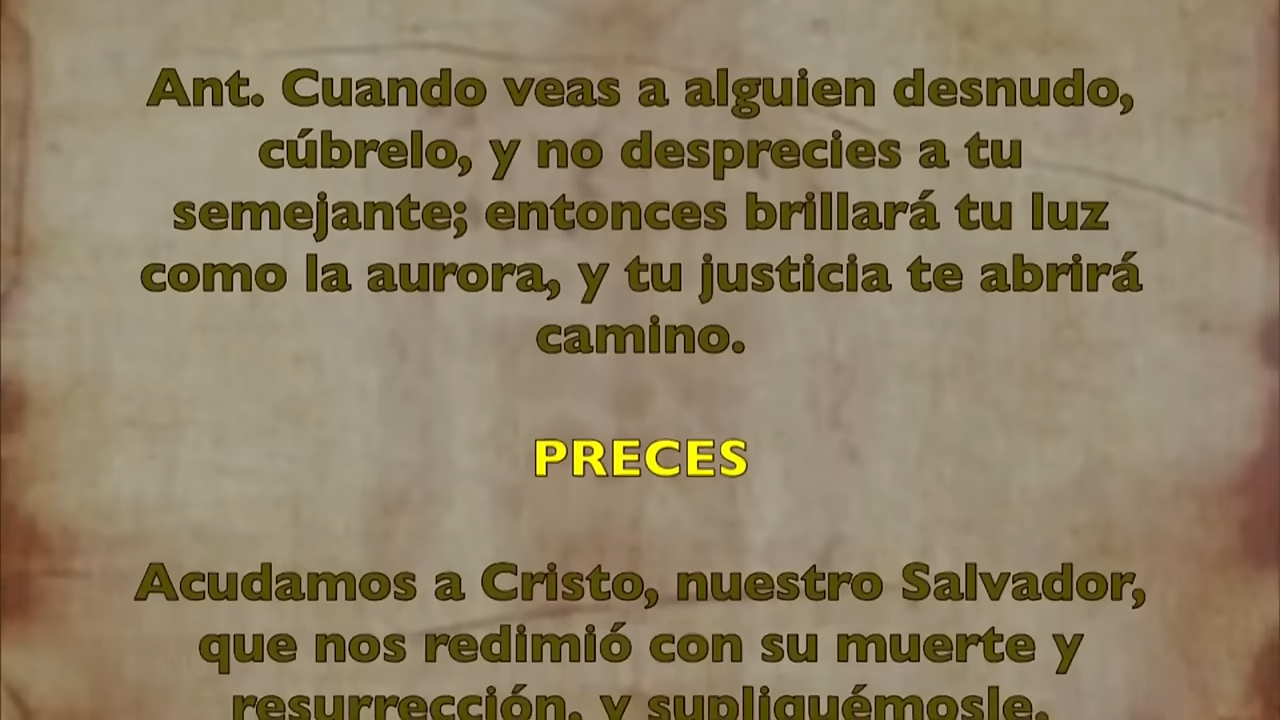 Ant. Cuando veas a alguien desnudo,
cúbrelo, y no desprecies a tu
semejante; entonces brillará tu luz
como la aurora, y tu justicia te abrirá
camino.
PRECES
Acudamos a Cristo, nuestro Salvador,
que nos redimió con su muerte y
resurrección, y supliquémosle,